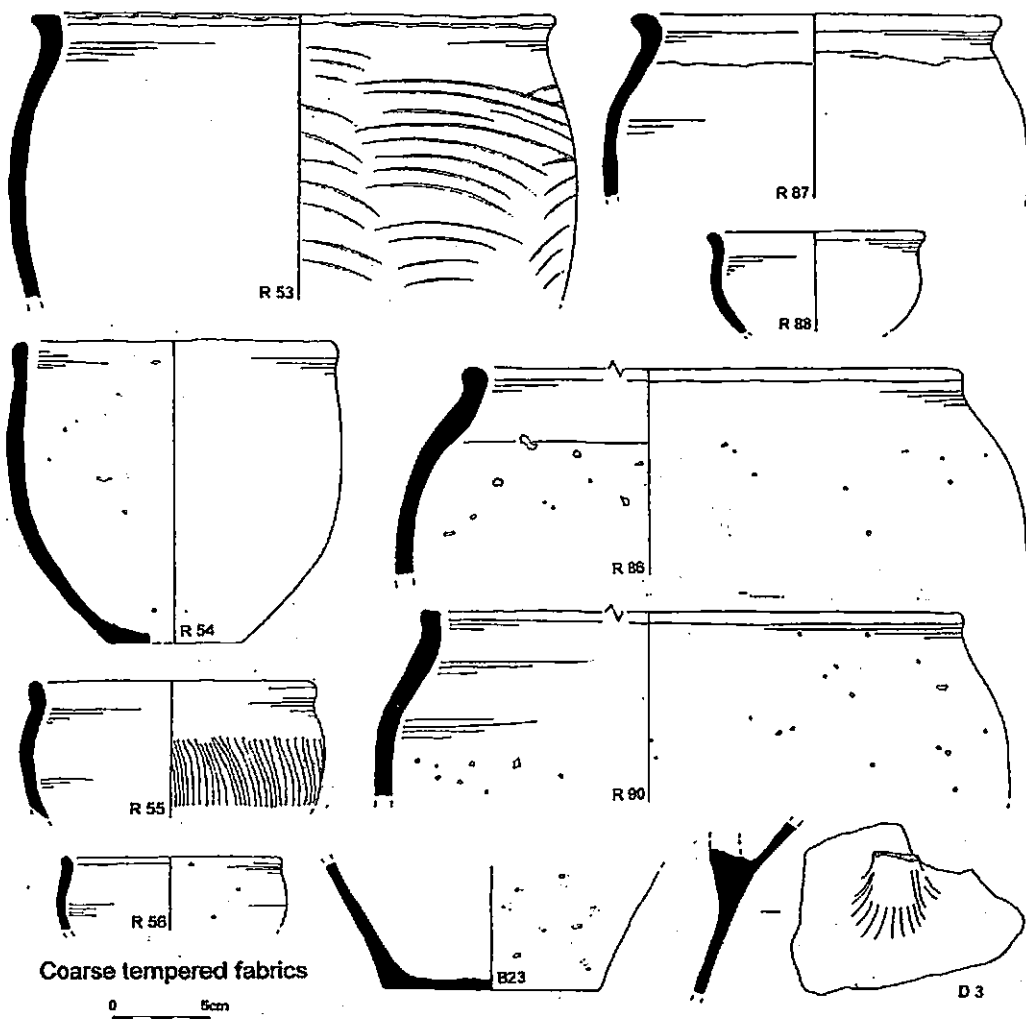 R 53
R 87
R 88
R 54
R 86
R 55
R 90
R 56
B23
D 3
Coarse tempered fabrics
0 5cm